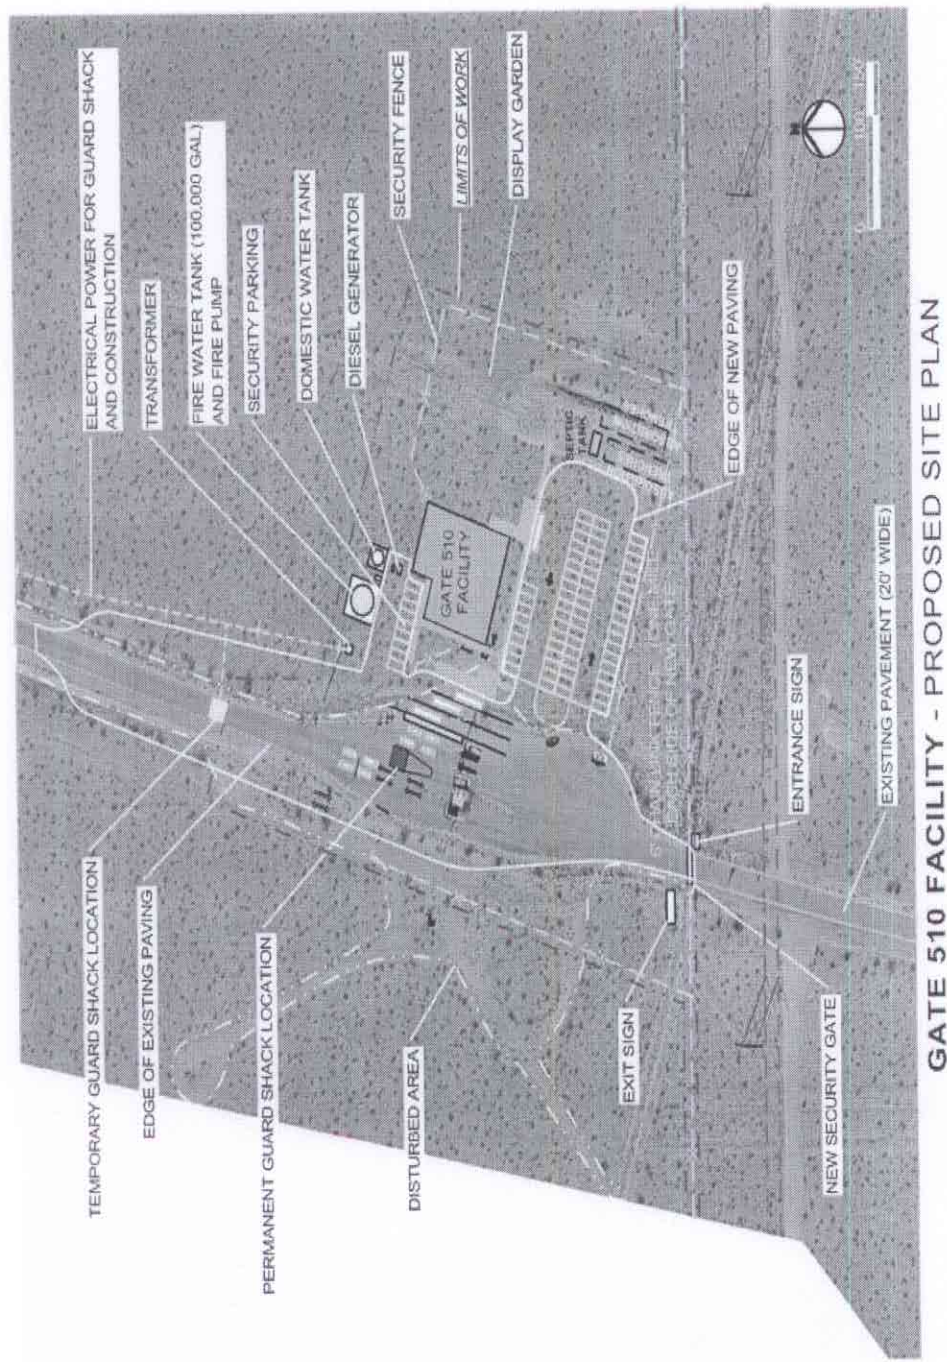 ELECTRICAL POWER FOR GUARD SHACK
AND CONSTRUCTION
TRANSFORMER
FIRE WATER TANK (100,000 GAL)
AND FIRE PUMP
SECURITY PARKING
DOMESTIC WATER TANK
DIESEL GENERATOR
SECURITY FENCE
LIMITS OF WORK
DISPLAY GARDEN
TEMPORARY GUARD SHACK LOCATION
EDGE OF EXISTING PAVING
PERMANENT GUARD SHACK LOCATION
DISTURBED AREA
GATE 510
FACILITY
SEPTIC
TANK
EDGE OF NEW PAVING
EXIT SIGN
NEW SECURITY GATE
ENTRANCE SIGN
EXISTING PAVEMENT (20' WIDE)
N
0
GATE 510 FACILITY - PROPOSED SITE PLAN